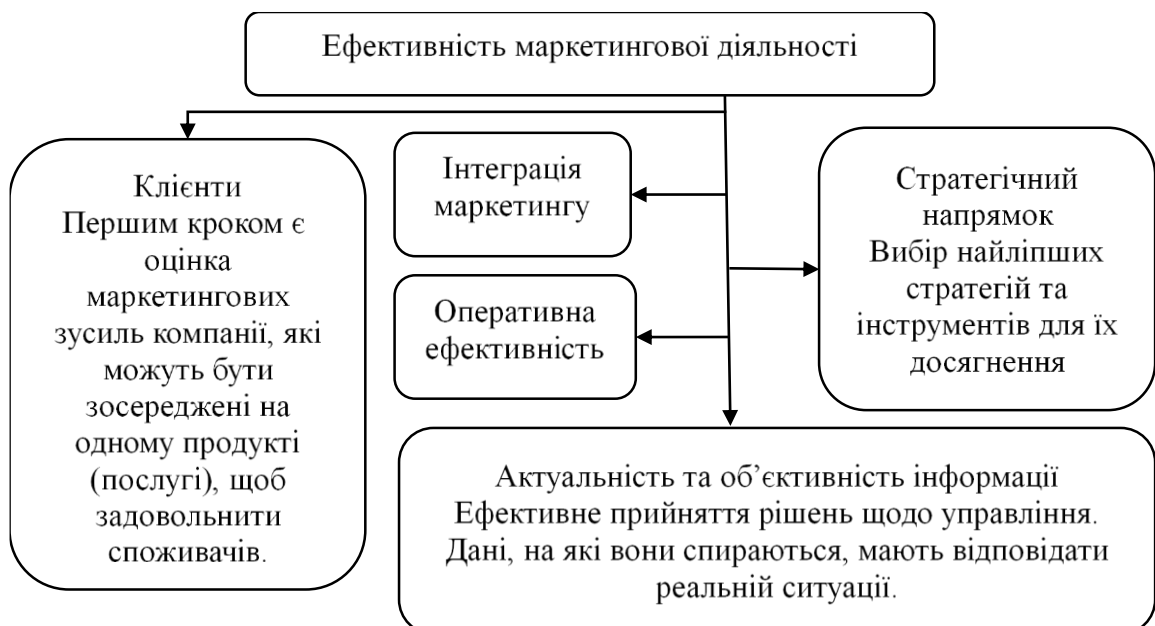 Ефективність маркетингової діяльності
Клієнти
Першим кроком є
оцінка
маркетингових
зусиль компанії, які
можуть бути
зосереджені на
одному продукті
(послузі), щоб
задовольнити
споживачів.
Інтеграція
маркетингу
Оперативна
ефективність
Стратегічний
напрямок
Вибір найліпших
стратегій та
інструментів для їх
досягнення
Актуальність та об’єктивність інформації
Ефективне прийняття рішень щодо управління.
Дані, на які вони спираються, мають відповідати
реальній ситуації.